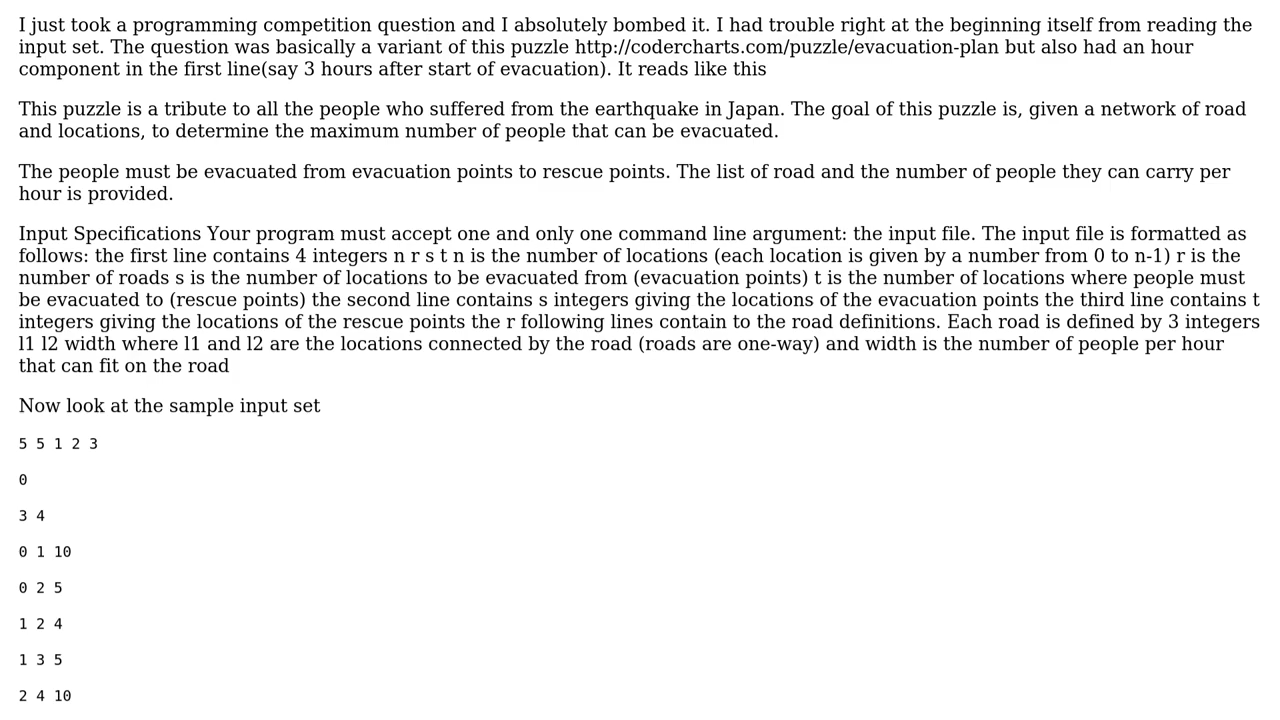 I just took a programming competition question and I absolutely bombed it. I had trouble right at the beginning itself from reading the
input set. The question was basically a variant of this puzzle http://codercharts.com/puzzle/evacuation-plan but also had an hour
component in the first line(say 3 hours after start of evacuation). It reads like this
This puzzle is a tribute to all the people who suffered from the earthquake in Japan. The goal of this puzzle is, given a network of road
and locations, to determine the maximum number of people that can be evacuated.
The people must be evacuated from evacuation points to rescue points. The list of road and the number of people they can carry per
hour is provided.
Input Specifications Your program must accept one and only one command line argument: the input file. The input file is formatted as
follows: the first line contains 4 integers n r s t n is the number of locations (each location is given by a number from 0 to n-1) r is the
number of roads s is the number of locations to be evacuated from (evacuation points) t is the number of locations where people must
be evacuated to (rescue points) the second line contains s integers giving the locations of the evacuation points the third line contains t
integers giving the locations of the rescue points the r following lines contain to the road definitions. Each road is defined by 3 integers
l1 l2 width where l1 and l2 are the locations connected by the road (roads are one-way) and width is the number of people per hour
that can fit on the road
Now look at the sample input set
5 5 1 2 3
0
3 4
0 1 10
0 2 5
1 2 4
1 3 5
2 4 10